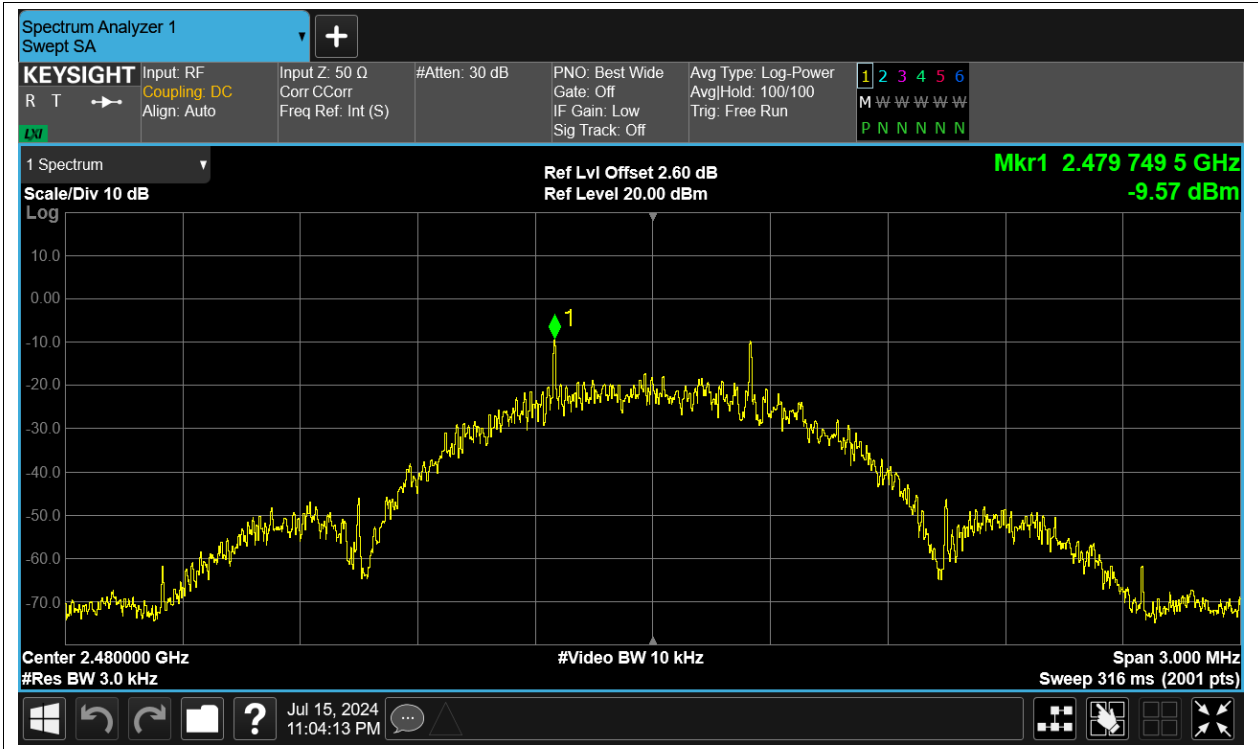 Spectrum Analyzer 1
Swept SA
KEYSIGHT
R T
LXI
Input: RF
Coupling: DC
Align: Auto
Input Z: 50 Ω
Corr CCorr
Freq Ref: Int (S)
#Atten: 30 dB
PNO: Best Wide
Gate: Off
IF Gain: Low
Sig Track: Off
Avg Type: Log-Power
Avg|Hold: 100/100
Trig: Free Run
1 2 3 4 5 6
M W W W W W
P N N N N N
1 Spectrum
Scale/Div 10 dB
Ref Lvl Offset 2.60 dB
Ref Level 20.00 dBm
Mkr1 2.479 749 5 GHz
-9.57 dBm
Log
10.0
0.00
-10.0
-20.0
-30.0
-40.0
-50.0
-60.0
-70.0
1
Center 2.480000 GHz
#Res BW 3.0 kHz
#Video BW 10 kHz
Span 3.000 MHz
Sweep 316 ms (2001 pts)
?
Jul 15, 2024
11:04:13 PM